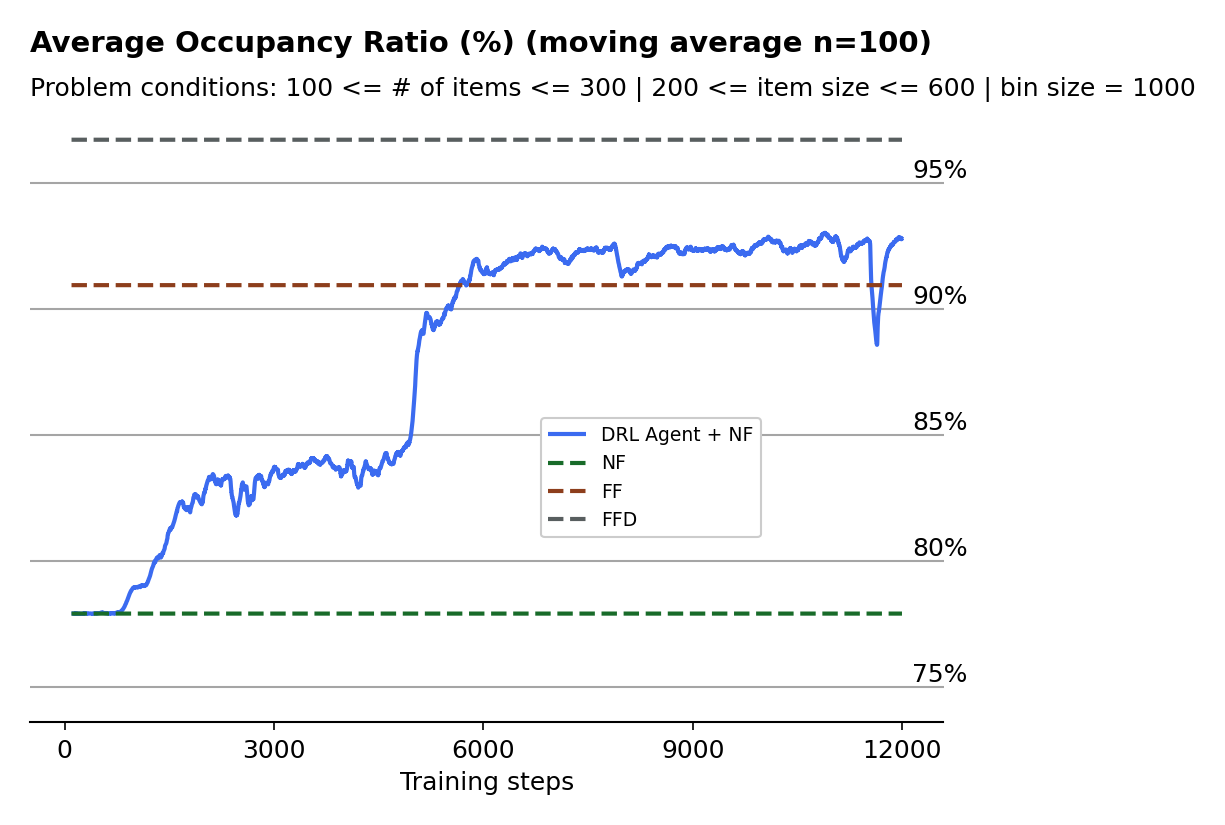 Average Occupancy Ratio (%) (moving average n=100)
Problem conditions: 100 <= # of items <= 300 | 200 <= item size <= 600 | bin size = 1000
95%
90%
85%
80%
75%
DRL Agent + NF
NF
FF
FFD
0 3000 6000 9000 12000
Training steps